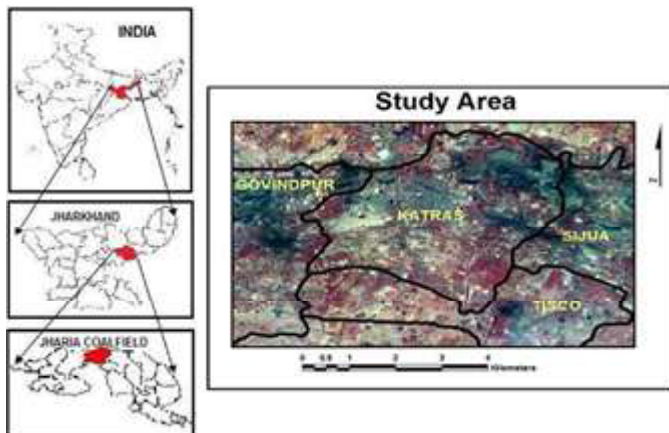 INDIA
JHARKHAND
JHARIA COALFIELD
Study Area
GOVINDPUR
KATRAS
SIJUA
TISCO
N
0 0.5 1 2 3 4
Kilometers